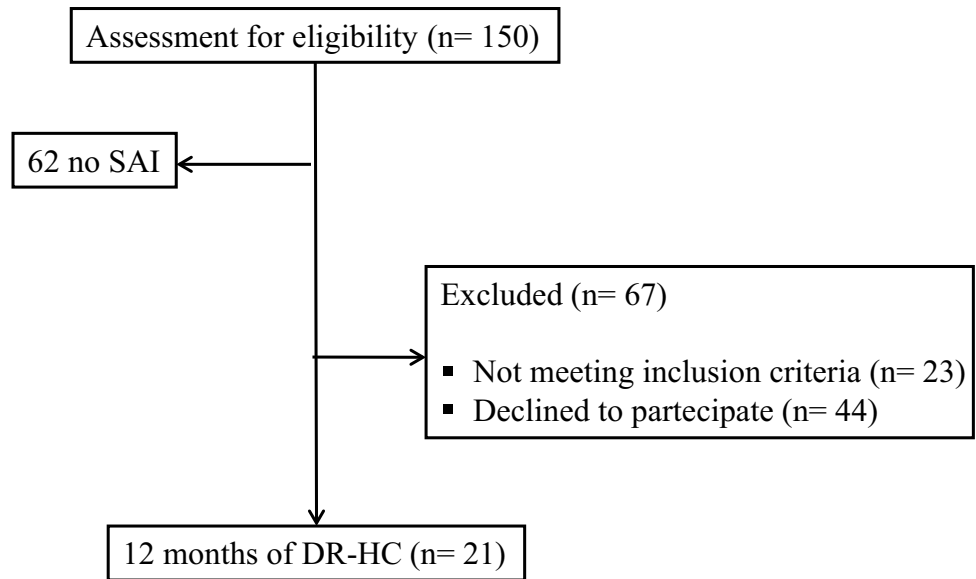 Assessment for eligibility (n= 150)
62 no SAI
Excluded (n= 67)
▪ Not meeting inclusion criteria (n= 23)
▪ Declined to partecipate (n= 44)
12 months of DR-HC (n= 21)